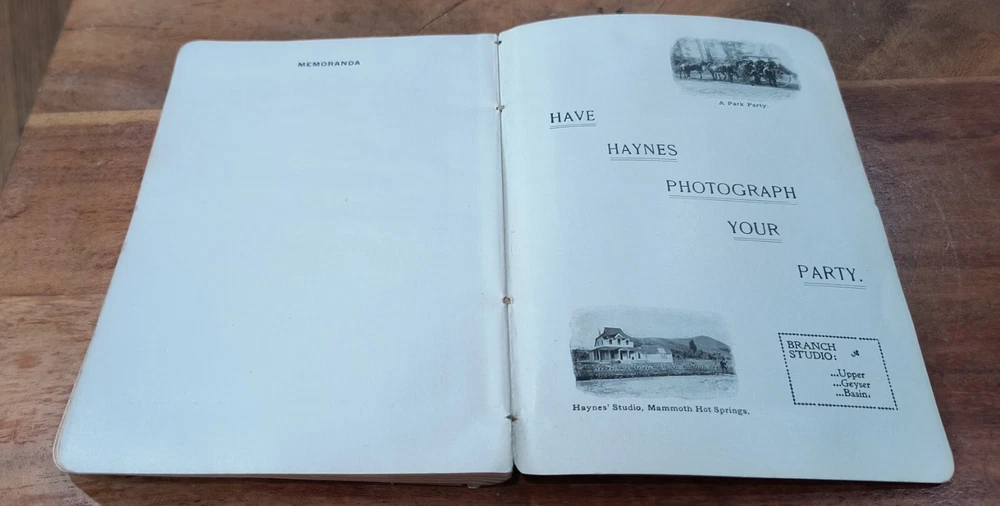 MEMORANDA
A Park Party.
HAVE
HAYNES
PHOTOGRAPH
YOUR
PARTY.
Haynes' Studio, Mammoth Hot Springs.
BRANCH
STUDIO:
...Upper
...Geyser
...Basin.